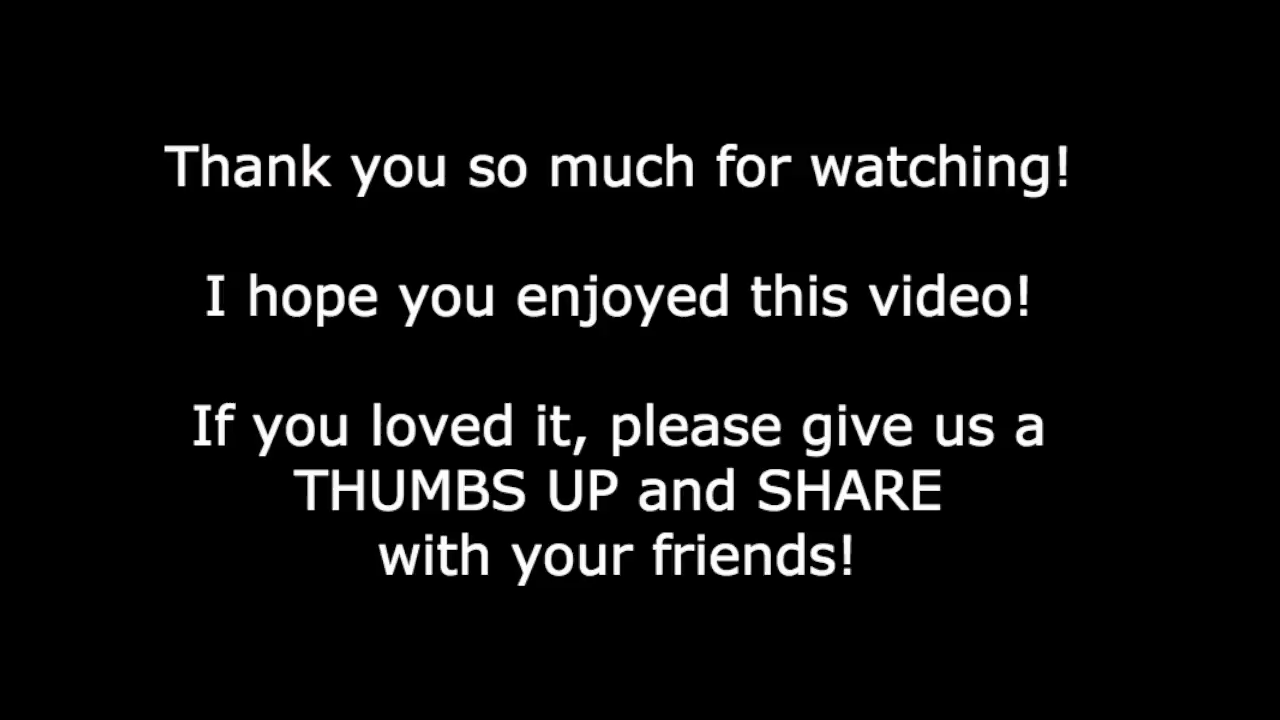 Thank you so much for watching!
I hope you enjoyed this video!
If you loved it, please give us a
THUMBS UP and SHARE
with your friends!